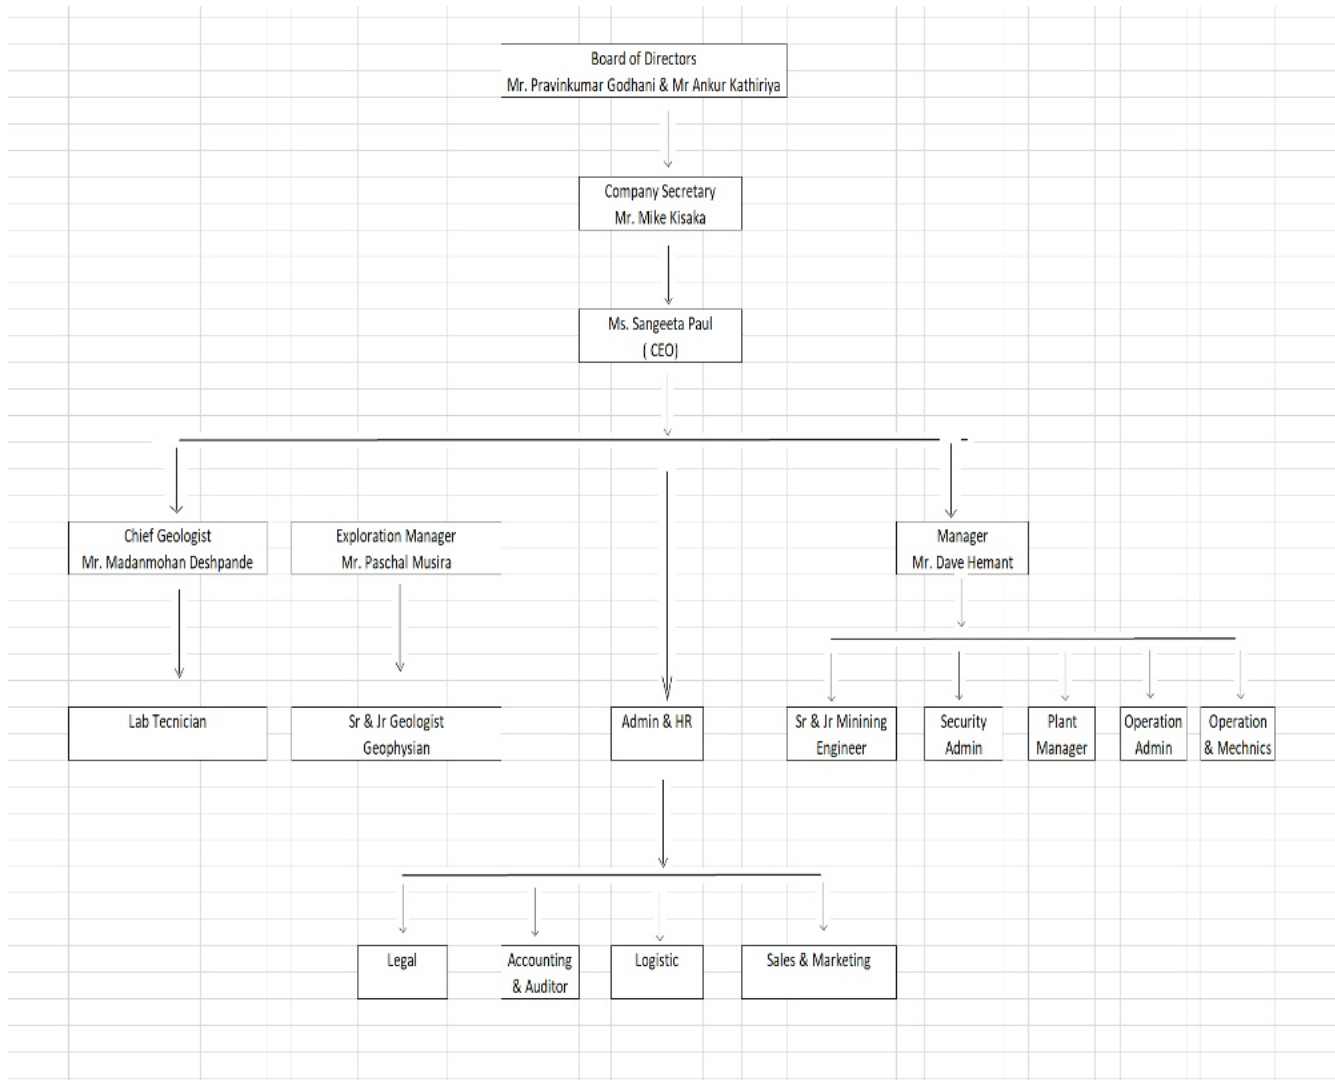 Board of Directors
Mr. Pravinkumar Godhani & Mr Ankur Kathiriya
Company Secretary
Mr. Mike Kisaka
Ms. Sangeeta Paul
( CEO)
Chief Geologist
Mr. Madanmohan Deshpande
Exploration Manager
Mr. Paschal Musira
Manager
Mr. Dave Hemant
Lab Tecnician
Sr & Jr Geologist
Geophysian
Admin & HR
Sr & Jr Minining
Engineer
Security
Admin
Plant
Manager
Operation
Admin
Operation
& Mechnics
Legal
Accounting
& Auditor
Logistic
Sales & Marketing